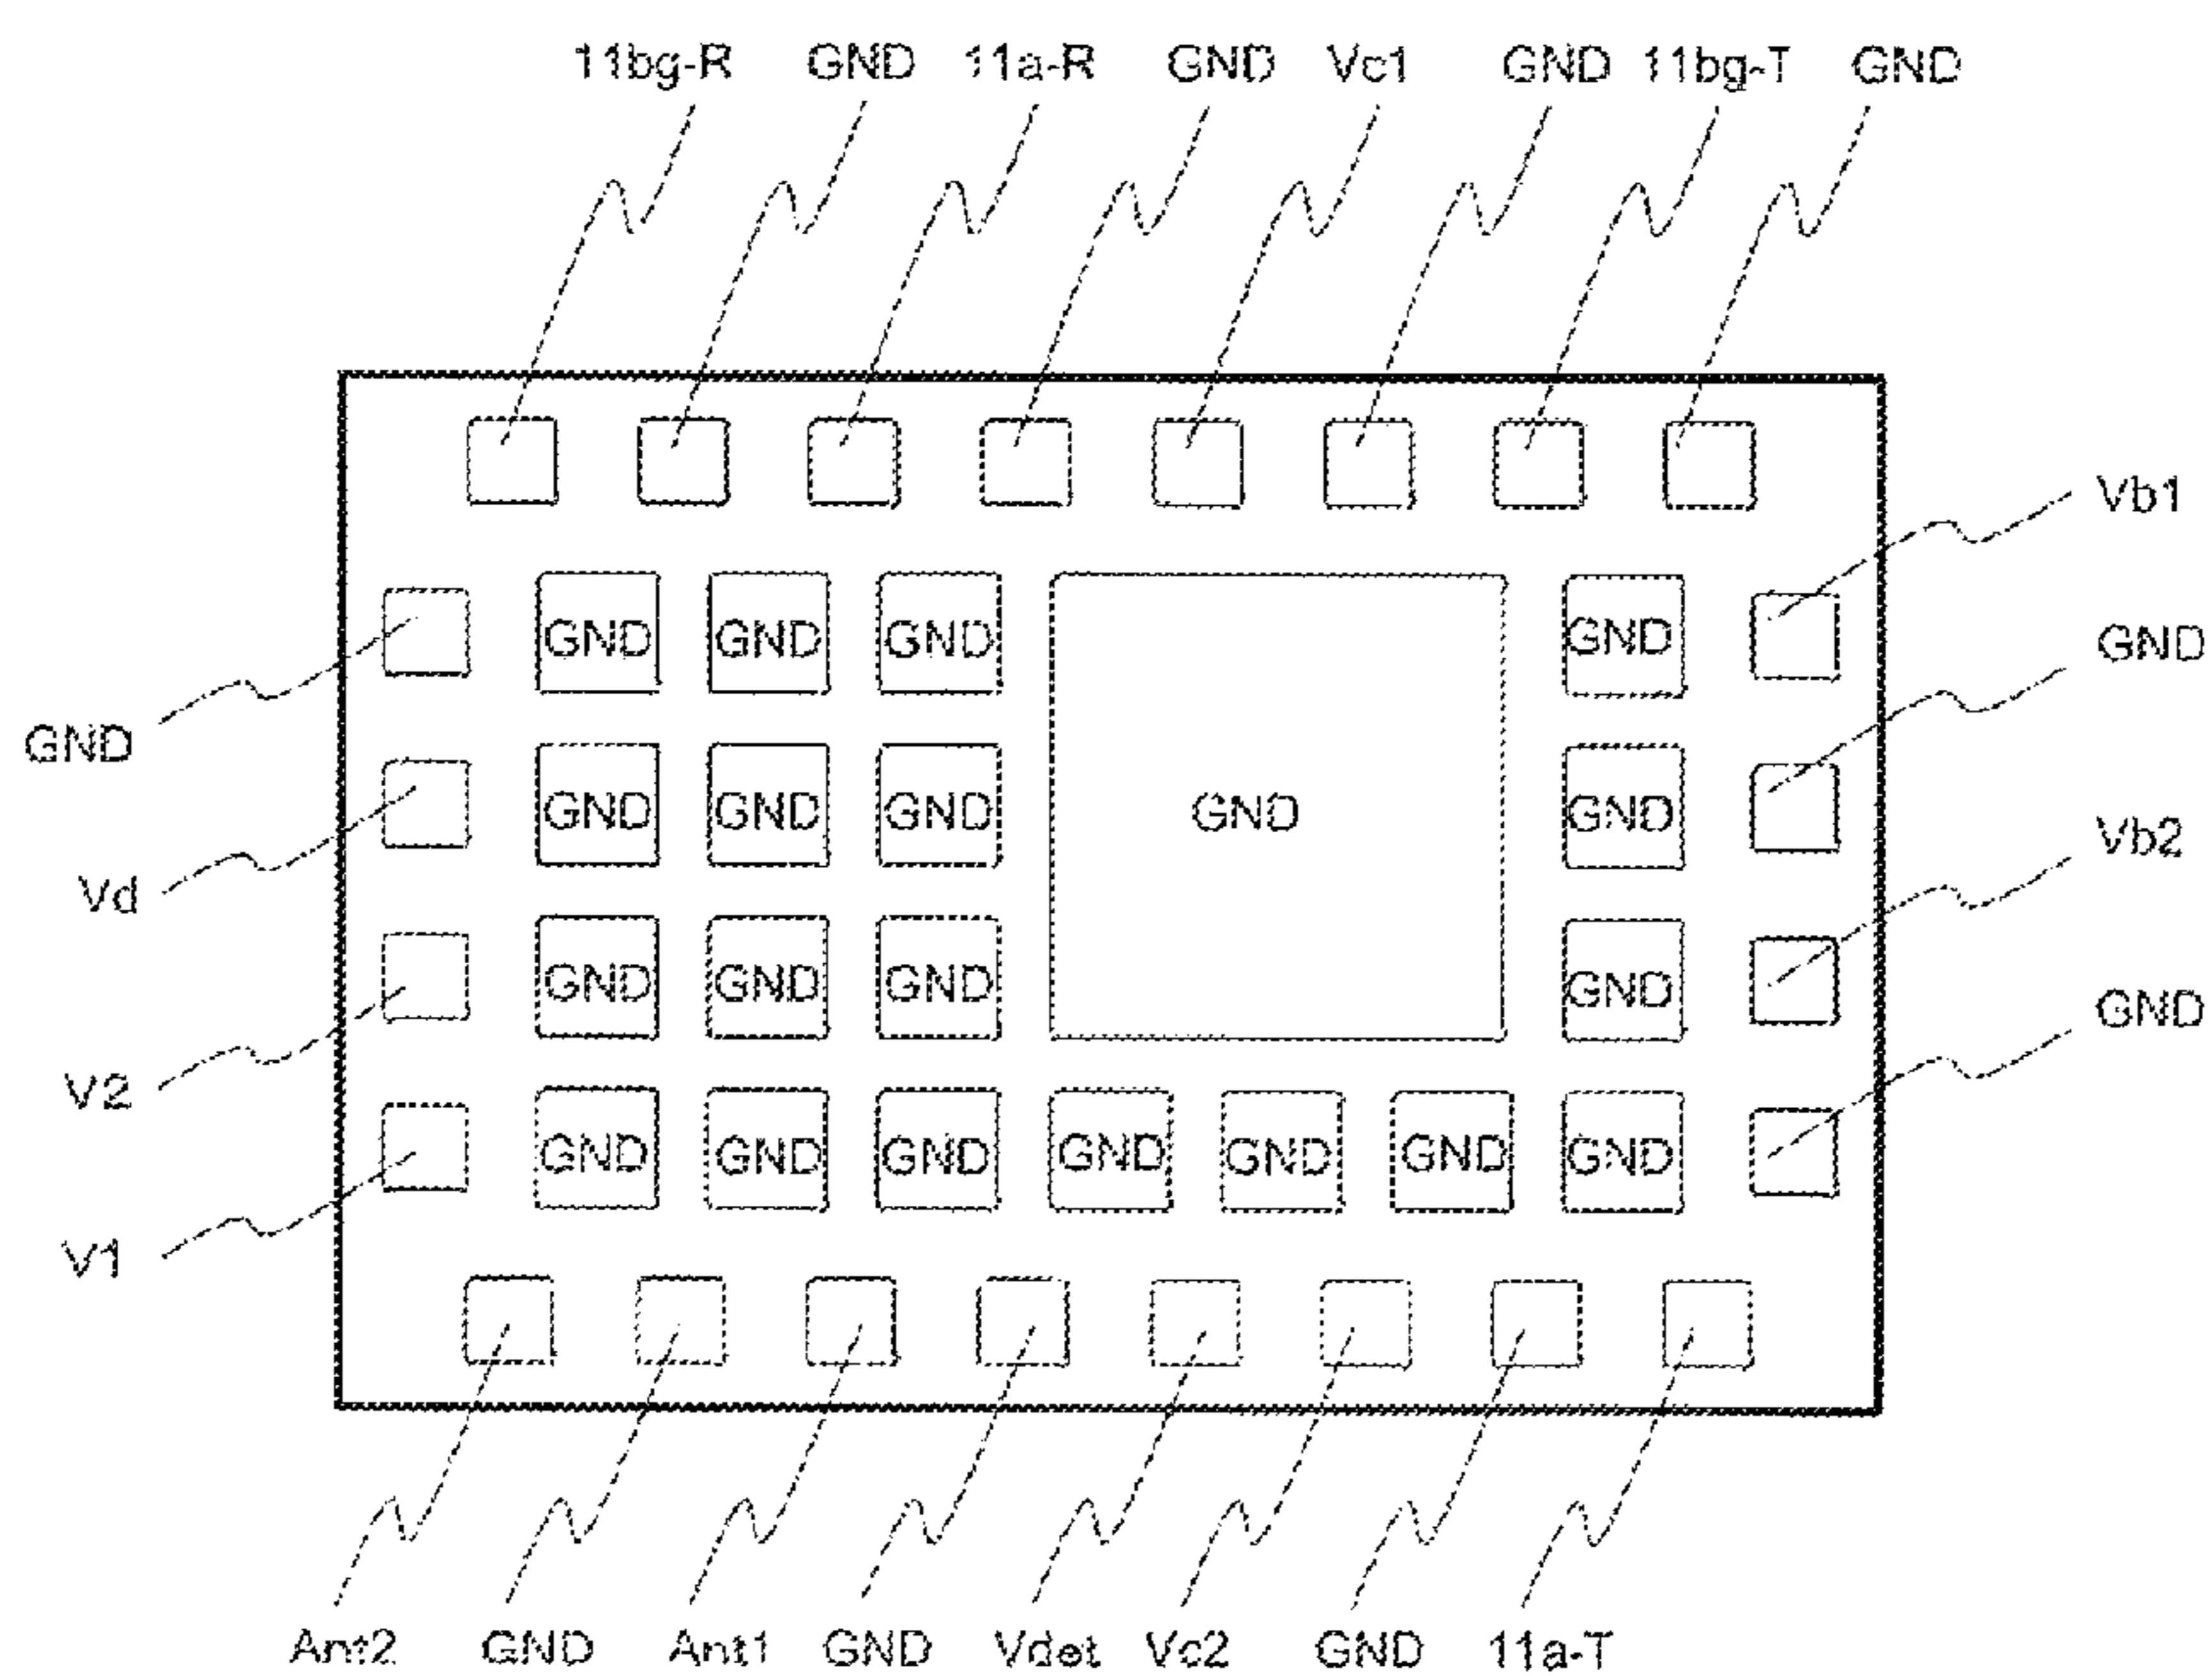 11bg-R GND 11a-R GND Vc1 GND 11bg-T GND
Vb1
GND GND GND GND
GND
GND
Vd
GND GND GND GND GND
Vb2
V2
GND GND GND GND
GND
V1
GND GND GND GND GND GND GND
Ant2 GND Ant1 GND Vdet Vc2 GND 11a-T